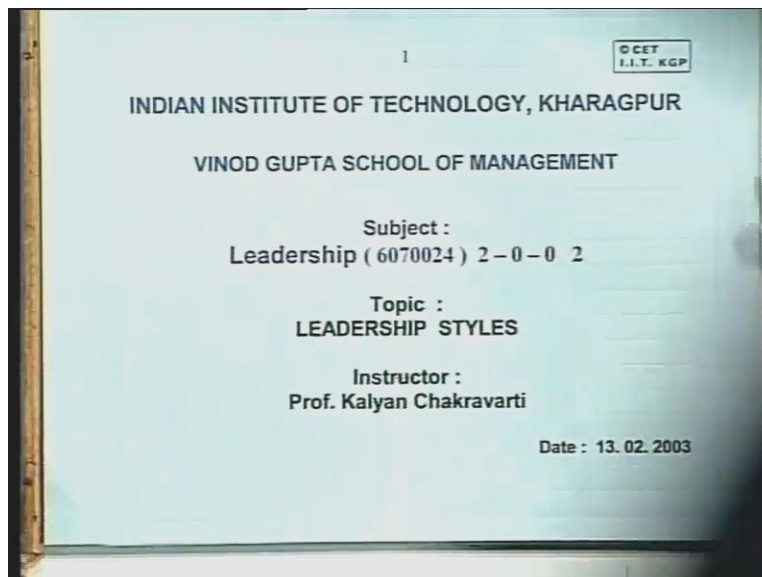 1
© CET
I.I.T. KGP
INDIAN INSTITUTE OF TECHNOLOGY, KHARAGPUR
VINOD GUPTA SCHOOL OF MANAGEMENT
Subject :
Leadership ( 6070024 ) 2 – 0 – 0 2
Topic :
LEADERSHIP STYLES
Instructor :
Prof. Kalyan Chakravarti
Date : 13. 02. 2003